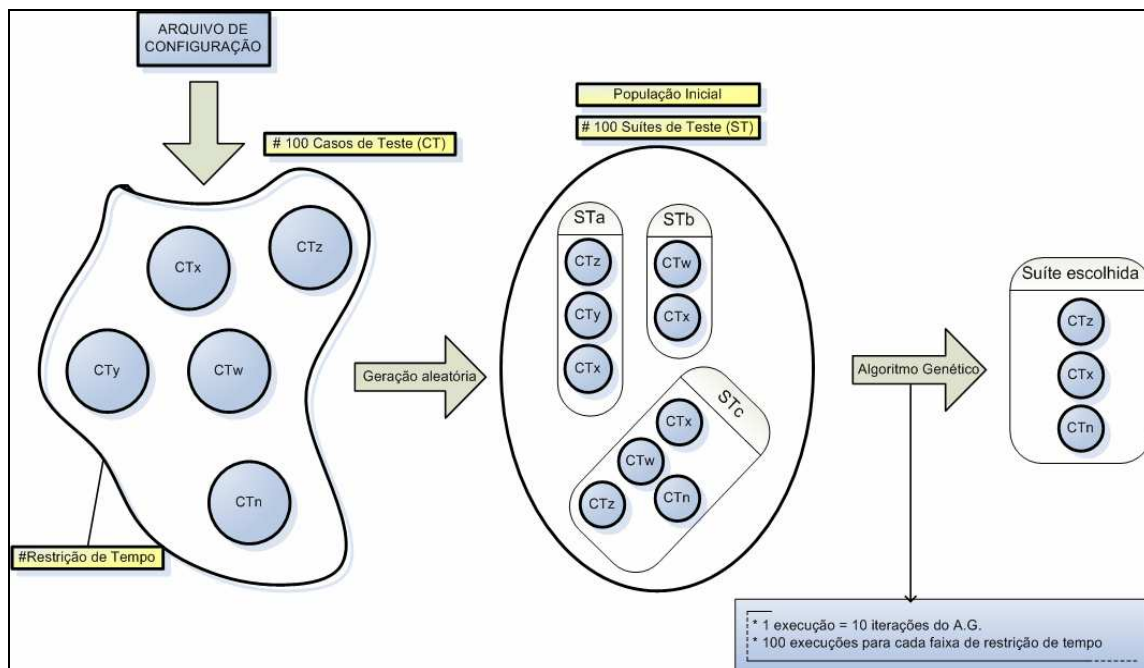 ARQUIVO DE
CONFIGURAÇÃO
# 100 Casos de Teste (CT)
CTx
CTz
CTy
CTw
CTn
#Restrição de Tempo
Geração aleatória
População Inicial
# 100 Suítes de Teste (ST)
STa
CTz
CTy
CTx
STb
CTw
CTx
STc
CTx
CTw
CTz
CTn
Algoritmo Genético
Suíte escolhida
CTz
CTx
CTn
* 1 execução = 10 iterações do A.G.
* 100 execuções para cada faixa de restrição de tempo